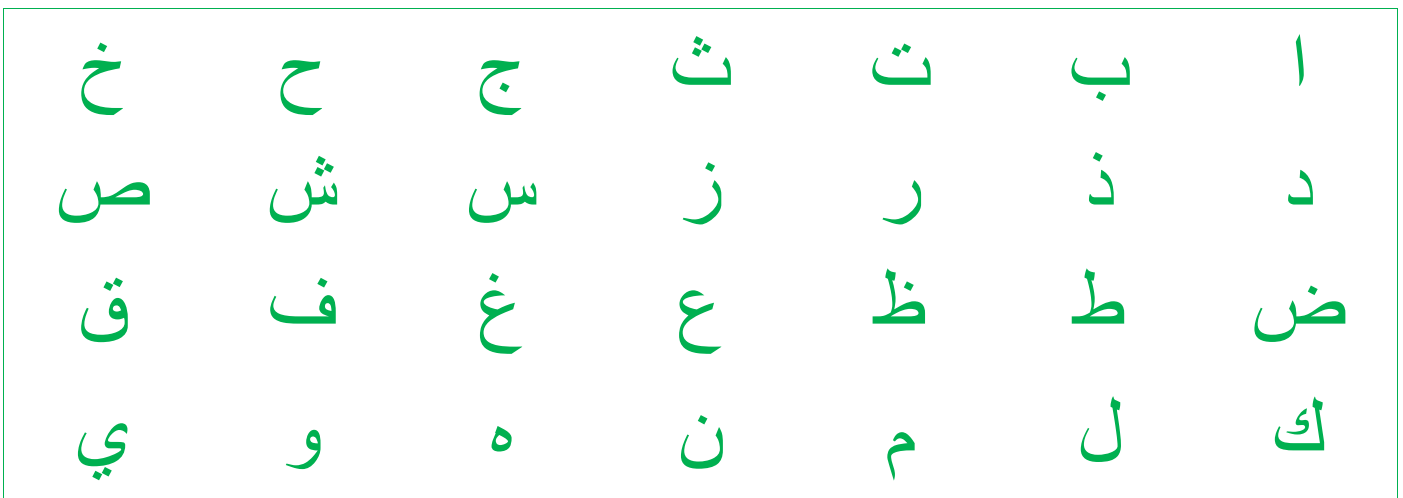 ا ب ت ث ج ح خ
د ذ ر ز س ش ص
ض ط ظ ع غ ف ق
ك ل م ن ه و ي